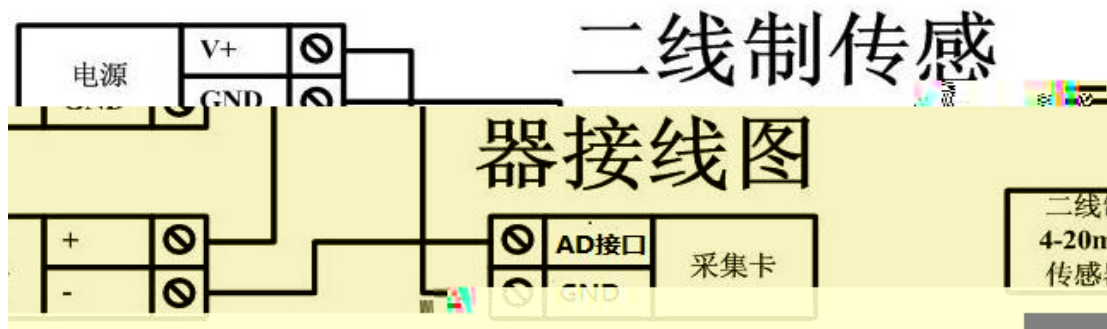 二线制传感
电源
V+
GND
器接线图
+
-
AD接口
GND
采集卡
二线
4-20m
传感